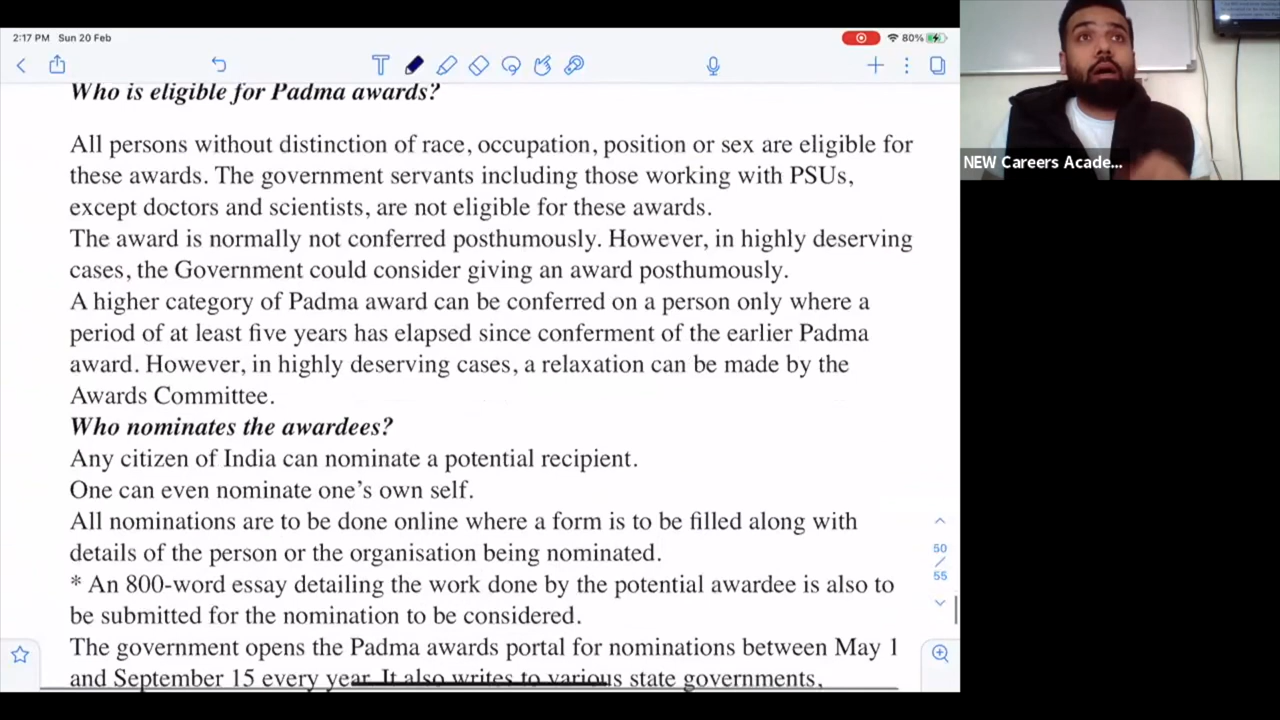 2:17 PM Sun 20 Feb
80%
Who is eligible for Padma awards?
All persons without distinction of race, occupation, position or sex are eligible for
these awards. The government servants including those working with PSUs,
except doctors and scientists, are not eligible for these awards.
The award is normally not conferred posthumously. However, in highly deserving
cases, the Government could consider giving an award posthumously.
A higher category of Padma award can be conferred on a person only where a
period of at least five years has elapsed since conferment of the earlier Padma
award. However, in highly deserving cases, a relaxation can be made by the
Awards Committee.
Who nominates the awardees?
Any citizen of India can nominate a potential recipient.
One can even nominate one’s own self.
All nominations are to be done online where a form is to be filled along with
details of the person or the organisation being nominated.
* An 800-word essay detailing the work done by the potential awardee is also to
be submitted for the nomination to be considered.
The government opens the Padma awards portal for nominations between May 1
and September 15 every year. It also writes to various state governments,
50
/
55
NEW Careers Acade...